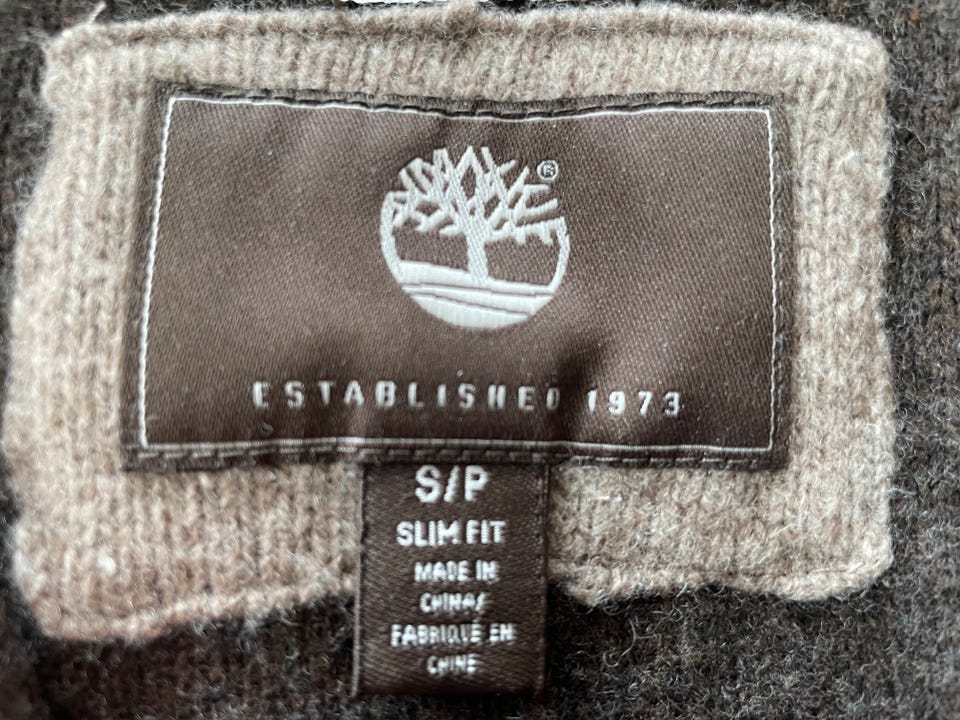 ®
ESTABLISHED 1973
S/P
SLIM FIT
MADE IN
CHINA/
FABRIQUÉ EN
CHINE